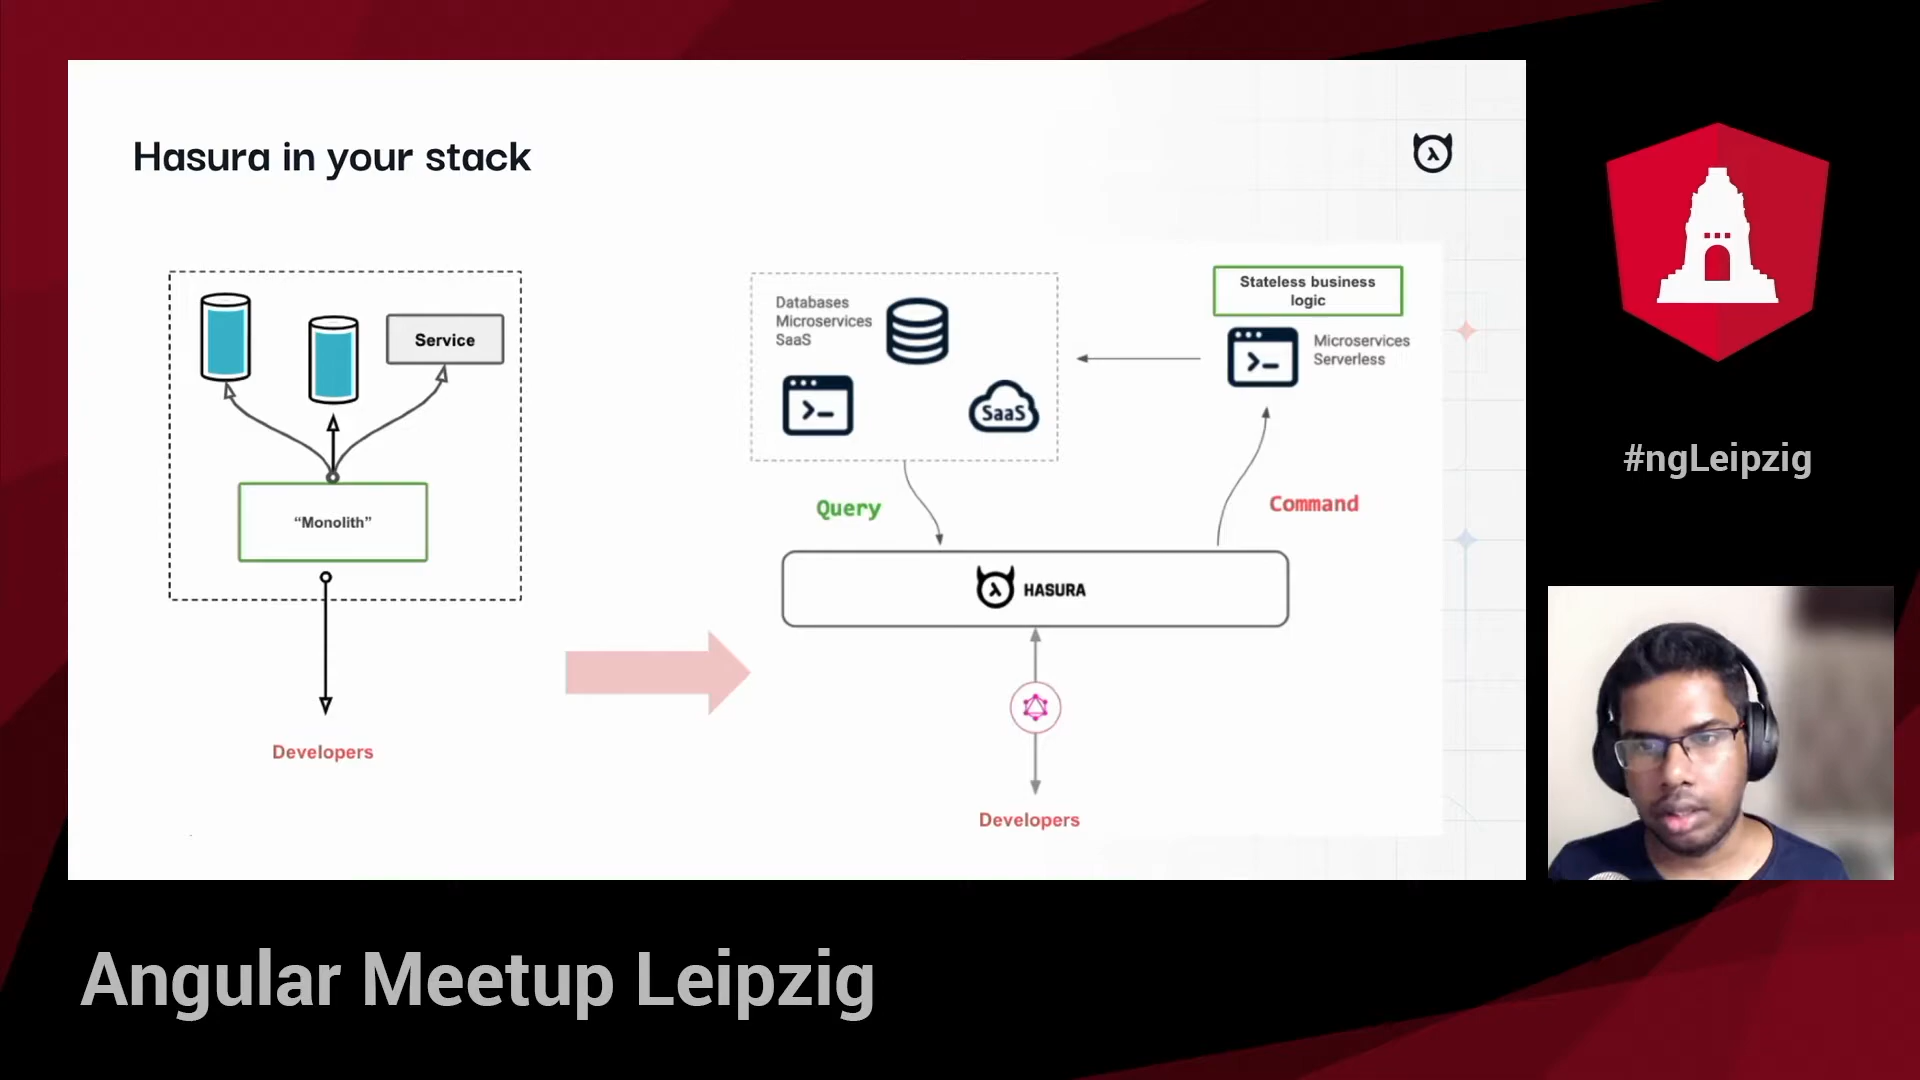 Hasura in your stack
Service
“Monolith”
Developers
Databases
Microservices
SaaS
SaaS
Stateless business
logic
Microservices
Serverless
Query
Command
HASURA
Developers
#ngLeipzig
Angular Meetup Leipzig